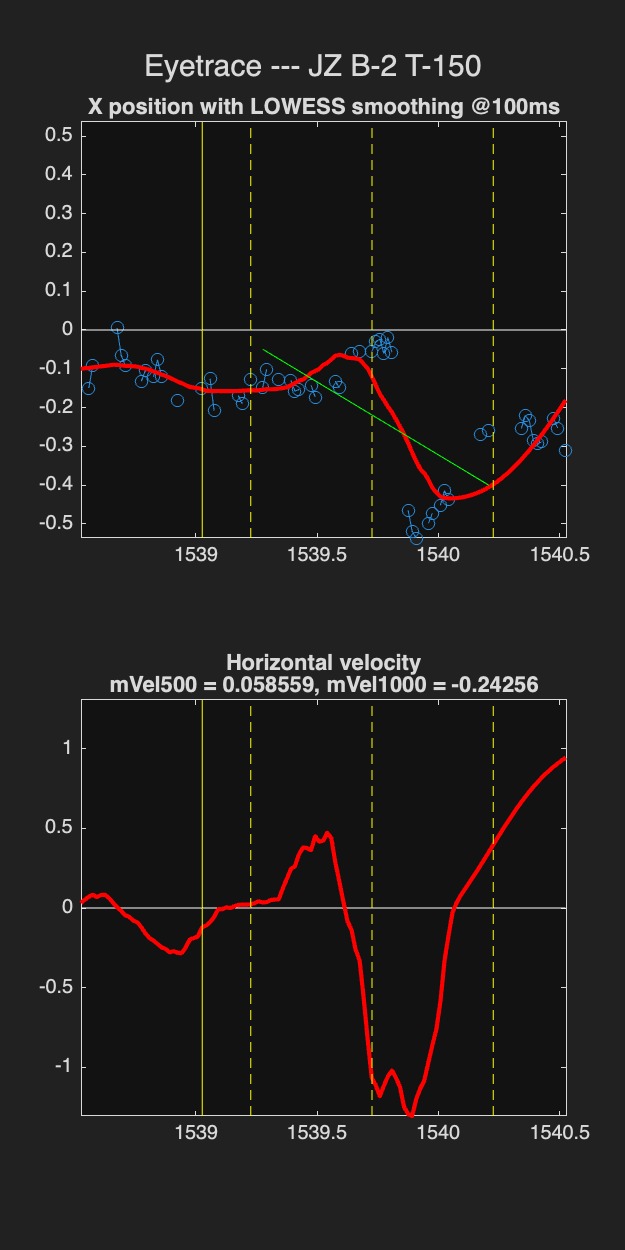 Eyetrace --- JZ B-2 T-150
X position with LOWESS smoothing @100ms
0.5
0.4
0.3
0.2
0.1
0
-0.1
-0.2
-0.3
-0.4
-0.5
1539 1539.5 1540 1540.5
Horizontal velocity
mVel500 = 0.058559, mVel1000 = -0.24256
1
0.5
0
-0.5
-1
1539 1539.5 1540 1540.5